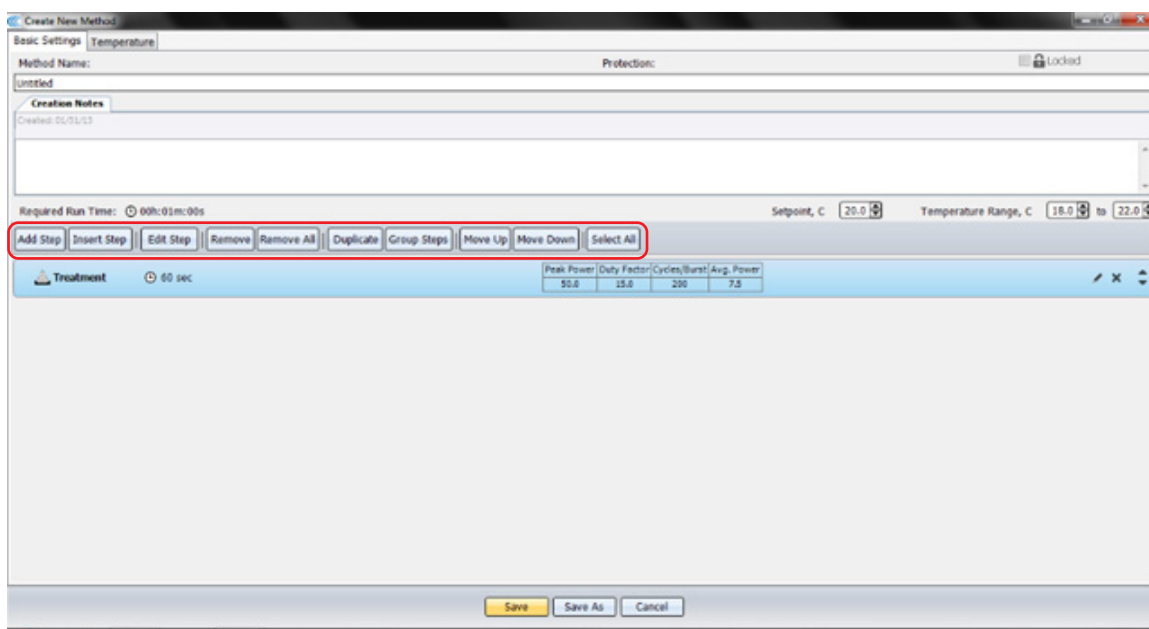 Create New Method
Basic Settings Temperature
Method Name: Protection: Locked
Untitled
Creation Notes
Created: 01/31/13
Required Run Time: 00h:01m:00s Setpoint, C 20.0 Temperature Range, C 18.0 to 22.0
Add Step Insert Step Edit Step Remove Remove All Duplicate Group Steps Move Up Move Down Select All
Treatment 60 sec Peak Power Duty Factor Cycles/Burst Avg. Power
50.0 15.0 200 7.5
Save Save As Cancel